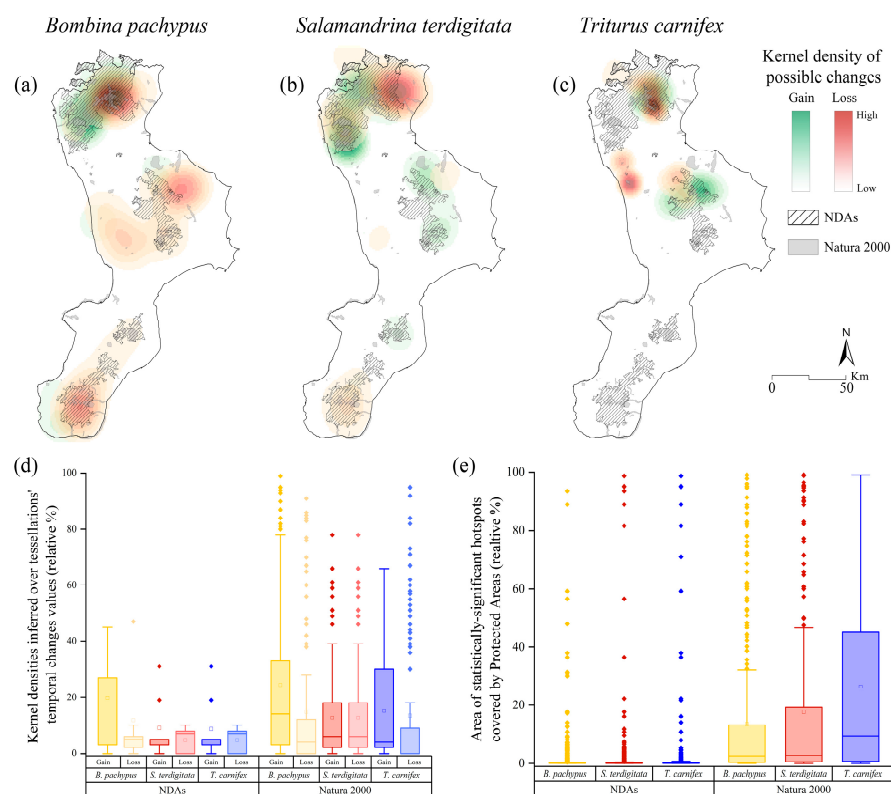 Bombina pachypus
Salamandrina terdigitata
Triturus carnifex
(a)
(b)
(c)
Kernel density of
possible changes
Gain
Loss
High
Low
NDAs
Natura 2000
N
Km
0
50
(d)
Kernel densities inferred over tessellations'
temporal changes values (relative %)
100
80
60
40
20
0
Gain Loss Gain Loss Gain Loss Gain Loss Gain Loss Gain Loss
B. pachypus S. terdigitata T. carnifex B. pachypus S. terdigitata T. carnifex
NDAs Natura 2000
(e)
Area of statistically-significant hotspots
covered by Protected Areas (realtive %)
100
80
60
40
20
0
B. pachypus S. terdigitata T. carnifex B. pachypus S. terdigitata T. carnifex
NDAs Natura 2000